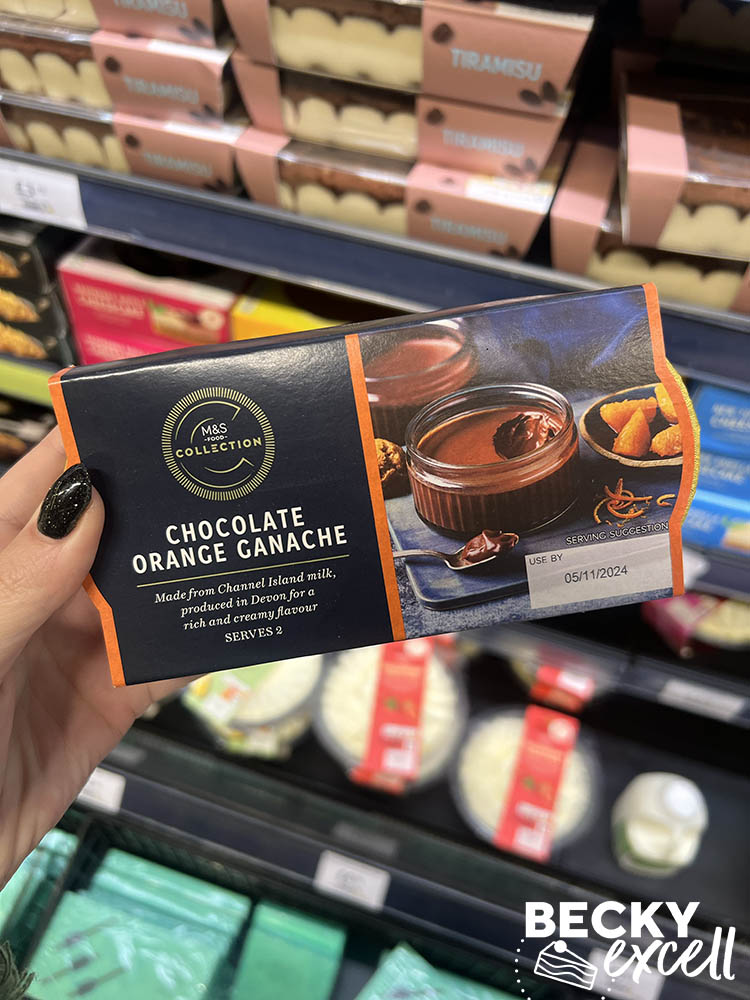 TIRAMISU
TIRAMISU
TIRAMISU
TIRAMISU
TIRAMISU
M&S
FOOD
COLLECTION
CHOCOLATE
ORANGE GANACHE
Made from Channel Island milk,
produced in Devon for a
rich and creamy flavour
SERVES 2
SERVING SUGGESTION
USE BY
05/11/2024
BECKY
excell